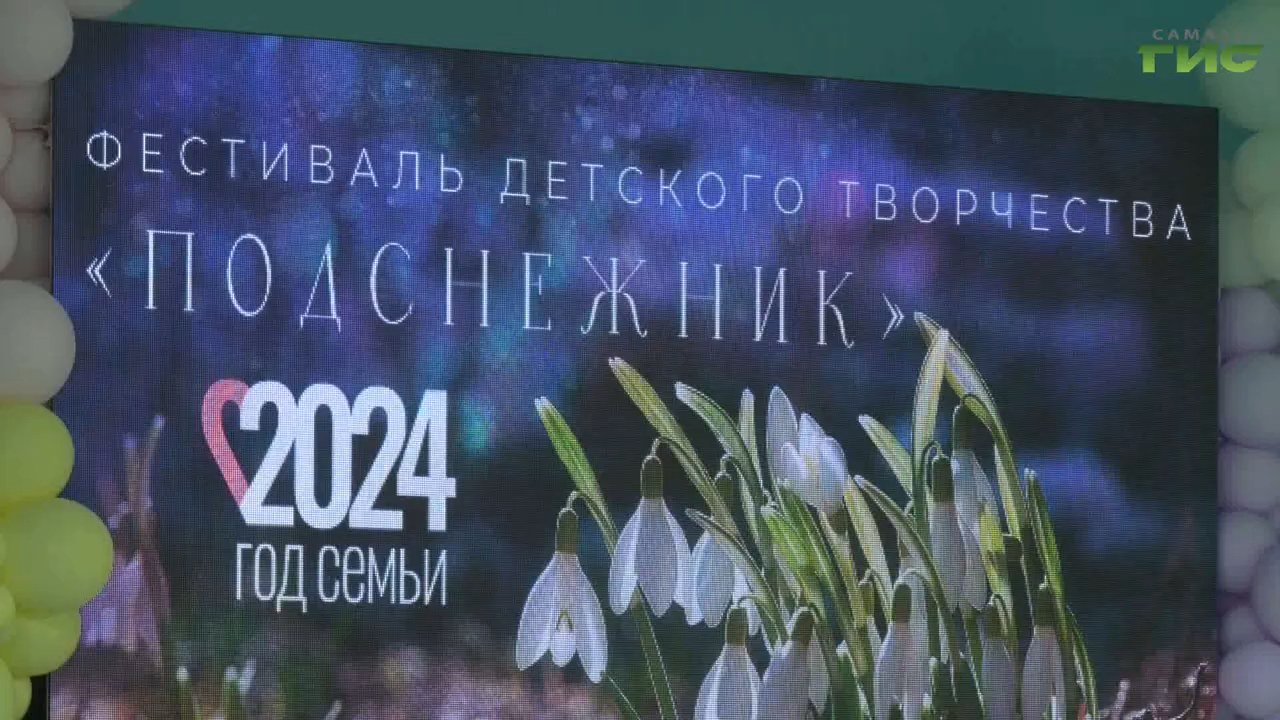 ГИС
ФЕСТИВАЛЬ ДЕТСКОГО ТВОРЧЕСТВА
«ПОДСНЕЖНИК»
2024
ГОД СЕМЬИ